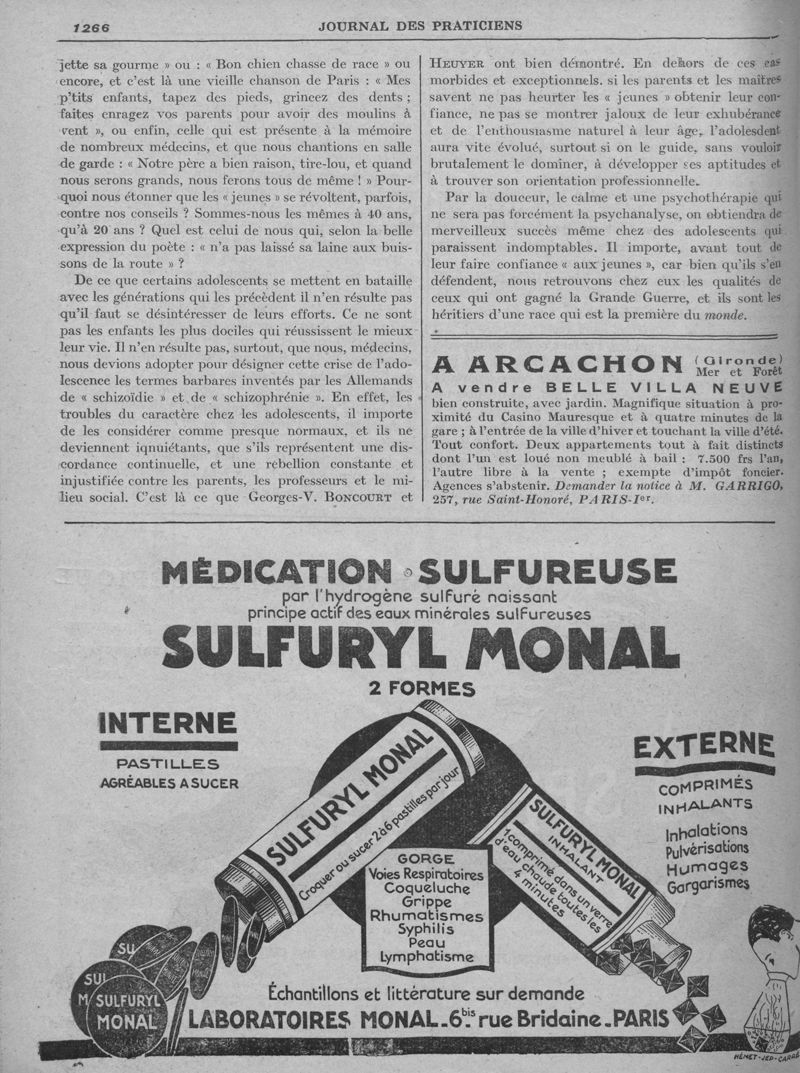 1266
JOURNAL DES PRATICIENS
jette sa gourme » ou : « Bon chien chasse de race » ou
encore, et c'est là une vieille chanson de Paris : « Mes
p'tits enfants, tapez des pieds, grincez des dents ;
faites enragez vos parents pour avoir des moulins à
vent », ou enfin, celle qui est présente à la mémoire
de nombreux médecins, et que nous chantions en salle
de garde : « Notre père a bien raison, tire-lou, et quand
nous serons grands, nous ferons tous de même ! » Pour-
quoi nous étonner que les « jeunes » se révoltent, parfois,
contre nos conseils ? Sommes-nous les mêmes à 40 ans,
qu'à 20 ans ? Quel est celui de nous qui, selon la belle
expression du poète : « n'a pas laissé sa laine aux buis-
sons de la route » ?
De ce que certains adolescents se mettent en bataille
avec les générations qui les précèdent il n'en résulte pas
qu'il faut se désintéresser de leurs efforts. Ce ne sont
pas les enfants les plus dociles qui réussissent le mieux
leur vie. Il n'en résulte pas, surtout, que nous, médecins,
nous devions adopter pour désigner cette crise de l'ado-
lescence les termes barbares inventés par les Allemands
de « schizoïdie » et de « schizophrénie ». En effet, les
troubles du caractère chez les adolescents, il importe
de les considérer comme presque normaux, et ils ne
deviennent iqnuiétants, que s'ils représentent une dis-
cordance continuelle, et une rebellion constante et
injustifiée contre les parents, les professeurs et le mi-
lieu social. C'est là ce que Georges-V. BONCOURT et
HEUYER ont bien démontré. En dehors de ces cas
morbides et exceptionnels. si les parents et les maîtres
savent ne pas heurter les « jeunes » obtenir leur con-
fiance, ne pas se montrer jaloux de leur exhubérance
et de l'enthousiasme naturel à leur âge, l'adolesdent
aura vite évolué, surtout si on le guide, sans vouloir
brutalement le dominer, à développer ses aptitudes et
à trouver son orientation professionnelle.
Par la douceur, le calme et une psychothérapie qui
ne sera pas forcément la psychanalyse, on obtiendra de
merveilleux succès même chez des adolescents qui
paraissent indomptables. Il importe, avant tout de
leur faire confiance « aux jeunes », car bien qu'ils s'en
défendent, nous retrouvons chez eux les qualités de
ceux qui ont gagné la Grande Guerre, et ils sont les
héritiers d'une race qui est la première du monde.
A ARCACHON (Gironde)
Mer et Forêt
A vendre BELLE VILLA NEUVE
bien construite, avec jardin. Magnifique situation à pro-
ximité du Casino Mauresque et à quatre minutes de la
gare ; à l'entrée de la ville d'hiver et touchant la ville d'été.
Tout confort. Deux appartements tout à fait distincts
dont l'un est loué non meublé à bail : 7.500 frs l'an,
l'autre libre à la vente ; exempte d'impôt foncier.
Agences s'abstenir. Demander la notice à M. GARRIGO,
257, rue Saint-Honoré, PARIS-Ier.
MÉDICATION SULFUREUSE
par l'hydrogène sulfuré naissant
principe actif des eaux minérales sulfureuses
SULFURYL MONAL
2 FORMES
INTERNE
PASTILLES
AGRÉABLES A SUCER
EXTERNE
COMPRIMÉS
INHALANTS
Inhalations
Pulvérisations
Humages
Gargarismes
SULFURYL MONAL
Croquer ou sucer 2 à 6 pastilles par jour
SULFURYL MONAL
INHALANT
1 comprimé dans un verre
d'eau chaude toutes les
4 minutes
GORGE
Voies Respiratoires
Coqueluche
Grippe
Rhumatismes
Syphilis
Peau
Lymphatisme
SU
SUL
M
SULFURYL
MONAL
Échantillons et littérature sur demande
LABORATOIRES MONAL_6bis rue Bridaine_PARIS
HÉMET-JEP-CARRÉ